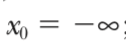 x₀ = −∞;